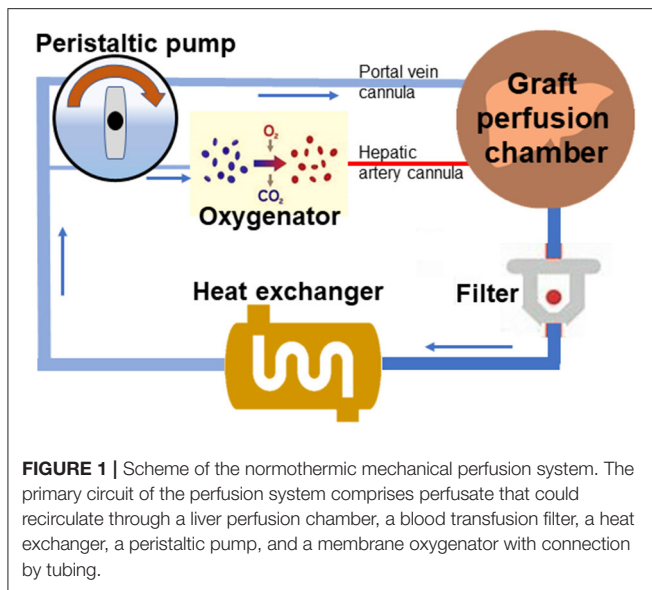 Peristaltic pump
Portal vein
cannula
Graft
perfusion
chamber
O₂
CO₂
Hepatic
artery cannula
Oxygenator
Heat exchanger
Filter
FIGURE 1 | Scheme of the normothermic mechanical perfusion system. The
primary circuit of the perfusion system comprises perfusate that could
recirculate through a liver perfusion chamber, a blood transfusion filter, a heat
exchanger, a peristaltic pump, and a membrane oxygenator with connection
by tubing.